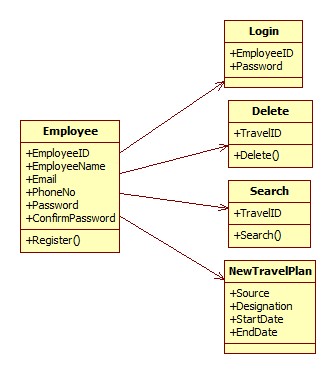 Login
+EmployeeID
+Password
Delete
+TravelID
+Delete()
Employee
+EmployeeID
+EmployeeName
+Email
+PhoneNo
+Password
+ConfirmPassword
+Register()
Search
+TravelID
+Search()
NewTravelPlan
+Source
+Designation
+StartDate
+EndDate